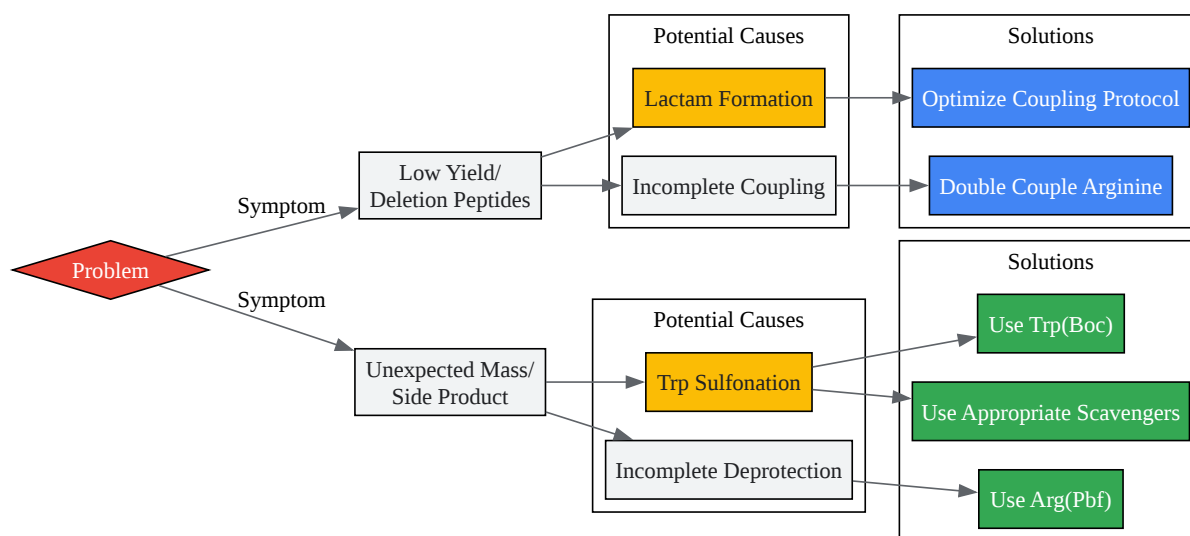 Potential Causes
Solutions
Lactam Formation
Optimize Coupling Protocol
Low Yield/
Deletion Peptides
Incomplete Coupling
Double Couple Arginine
Symptom
Problem
Symptom
Solutions
Potential Causes
Use Trp(Boc)
Unexpected Mass/
Side Product
Trp Sulfonation
Use Appropriate Scavengers
Incomplete Deprotection
Use Arg(Pbf)